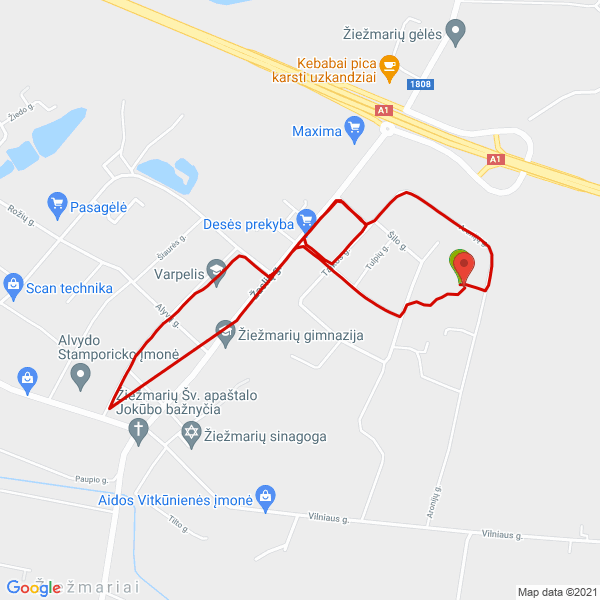 Žiežmarių gėlės
Kebabai pica
karsti uzkandziai
1808
A1
Maxima
A1
Žiedo g.
Rožių g.
Pasagėlė
Desės prekyba
Šiaurės g.
Šilo g.
Tulpių g.
Varpelis
Scan technika
Alyvų g.
Žiežmarių gimnazija
Alvydo
Stamporicko įmonė
Žiežmarių Šv. apaštalo
Jokūbo bažnyčia
Žiežmarių sinagoga
Paupio g.
Aidos Vitkūnienės įmonė
Tilto g.
Vilniaus g.
Aronijų g.
Vilniaus g.
Žiežmariai
Google
Map data ©2021